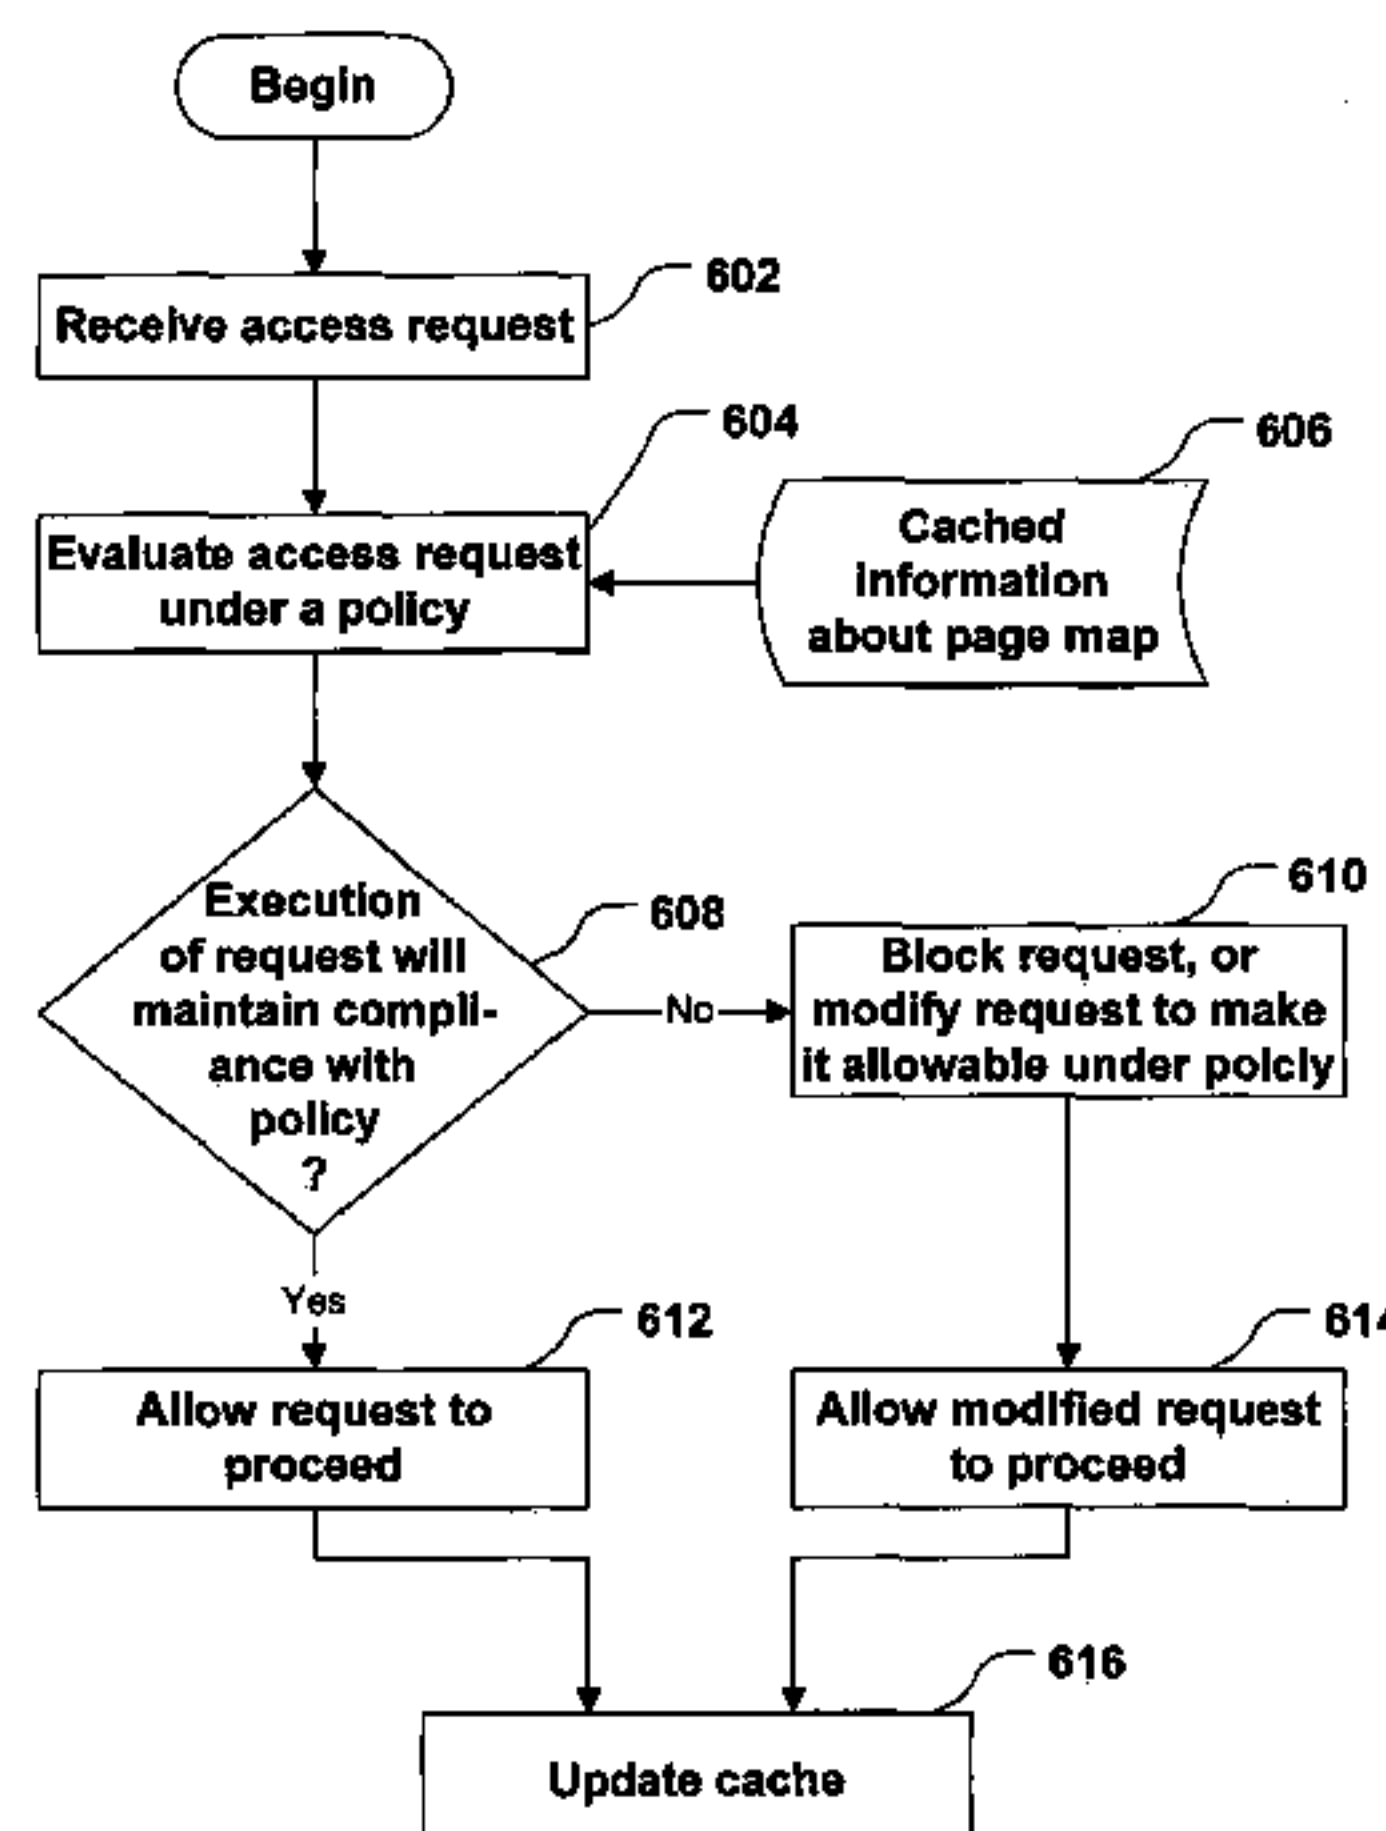 Begin
602
Receive access request
604
606
Evaluate access request
under a policy
Cached
information
about page map
608
Execution
of request will
maintain compli-
ance with
policy
?
No
610
Block request, or
modify request to make
it allowable under polciy
Yes
612
Allow request to
proceed
614
Allow modified request
to proceed
616
Update cache